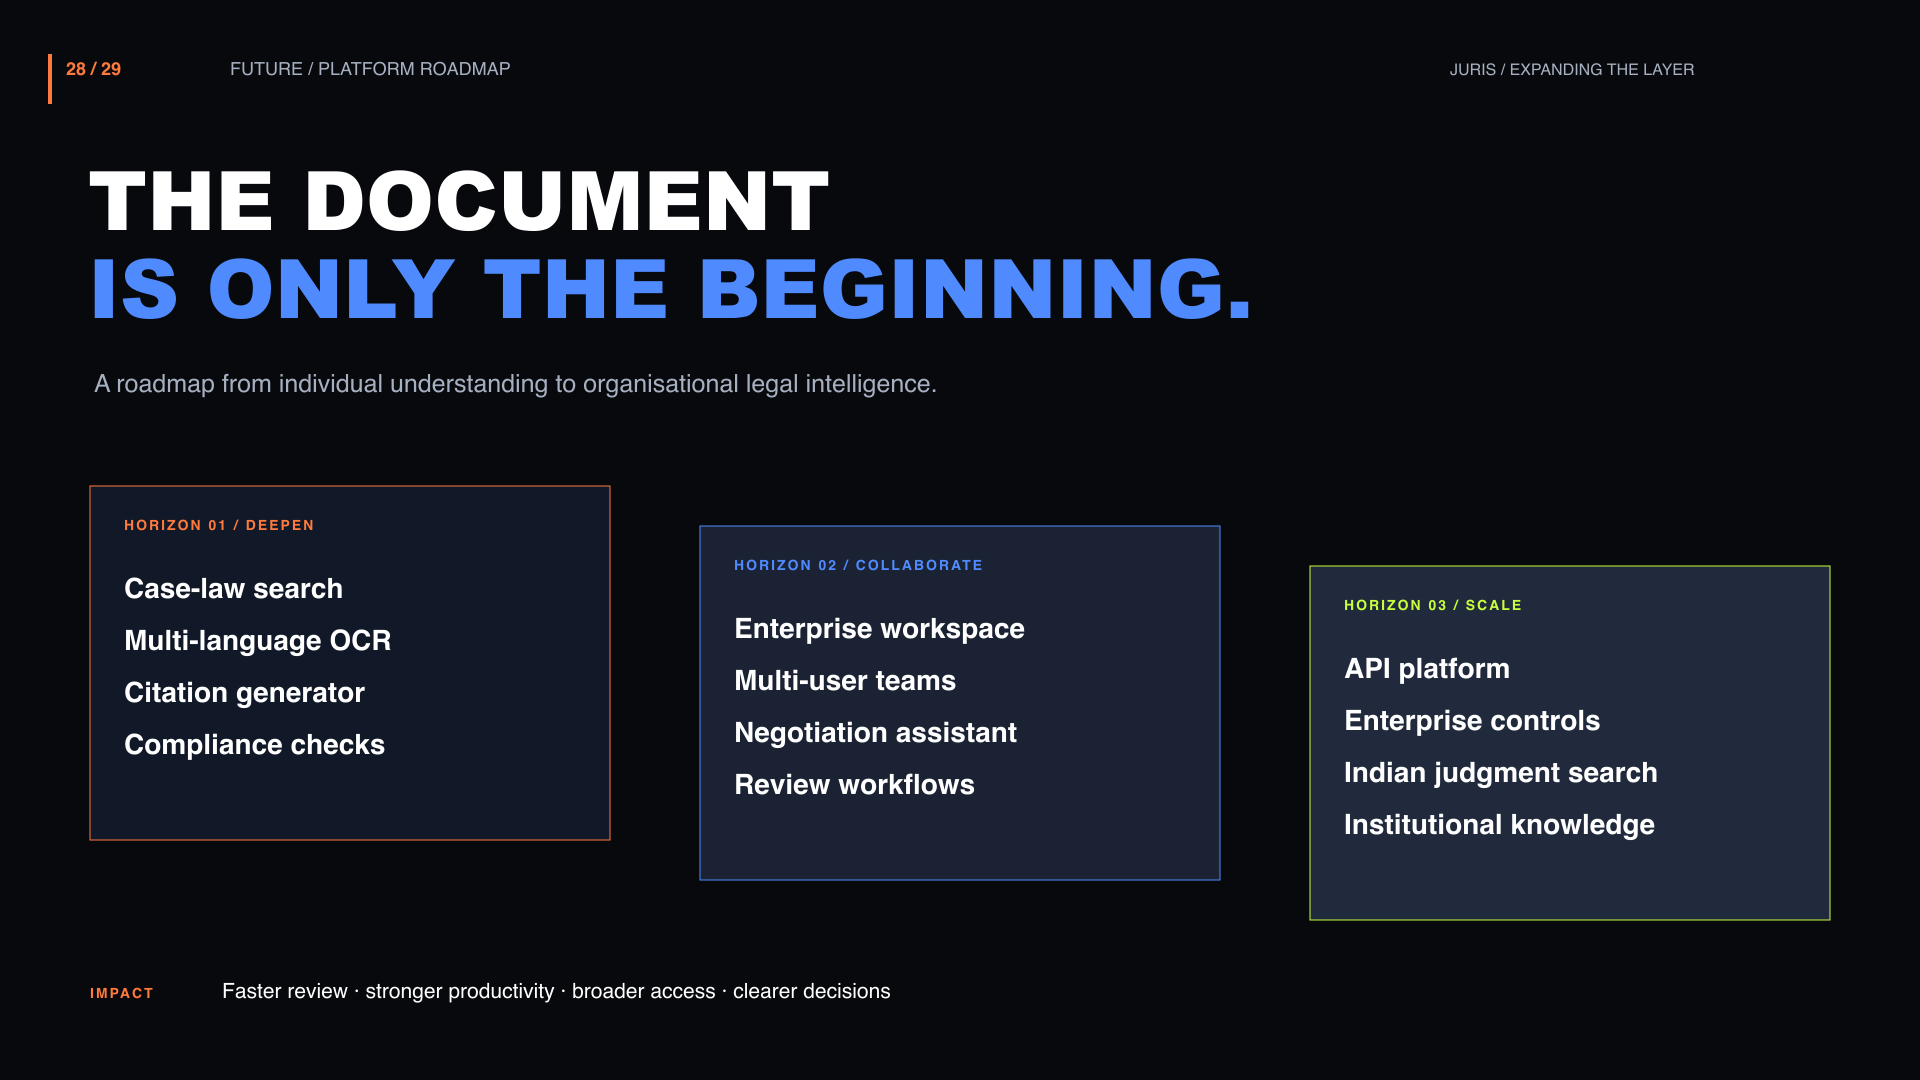 28 / 29
FUTURE / PLATFORM ROADMAP
JURIS / EXPANDING THE LAYER
THE DOCUMENT
IS ONLY THE BEGINNING.
A roadmap from individual understanding to organisational legal intelligence.
HORIZON 01 / DEEPEN
Case-law search
Multi-language OCR
Citation generator
Compliance checks
HORIZON 02 / COLLABORATE
Enterprise workspace
Multi-user teams
Negotiation assistant
Review workflows
HORIZON 03 / SCALE
API platform
Enterprise controls
Indian judgment search
Institutional knowledge
IMPACT
Faster review · stronger productivity · broader access · clearer decisions